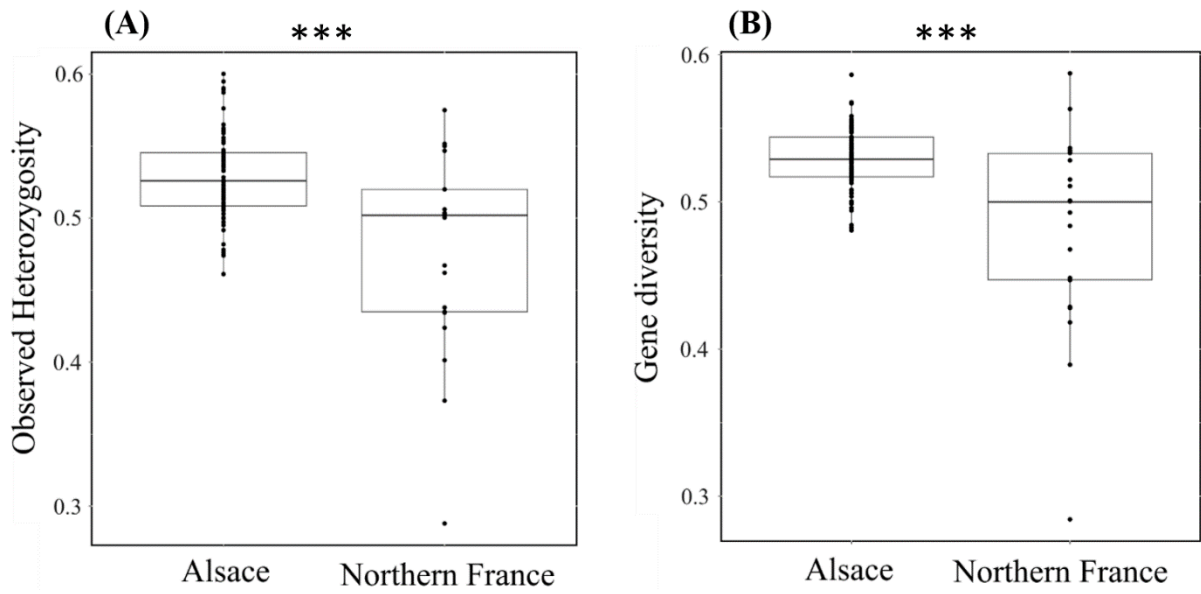 (A) ***
Observed Heterozygosity
0.6
0.5
0.4
0.3
Alsace Northern France
(B) ***
Gene diversity
0.6
0.5
0.4
0.3
Alsace Northern France